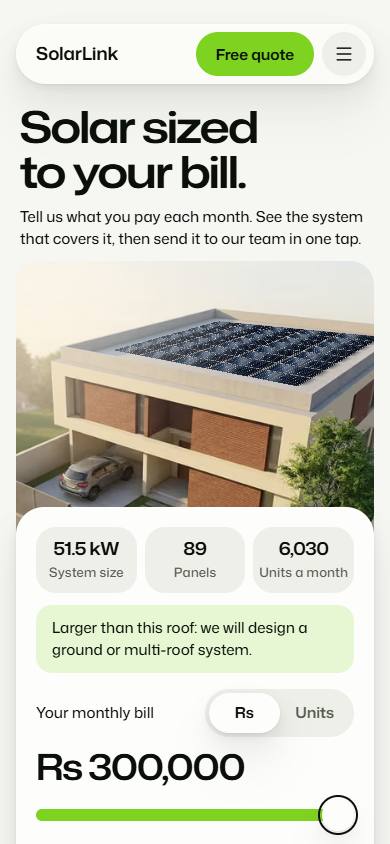 SolarLink
Free quote
Solar sized
to your bill.
Tell us what you pay each month. See the system
that covers it, then send it to our team in one tap.
51.5 kW
System size
89
Panels
6,030
Units a month
Larger than this roof: we will design a
ground or multi-roof system.
Your monthly bill
Rs
Units
Rs 300,000